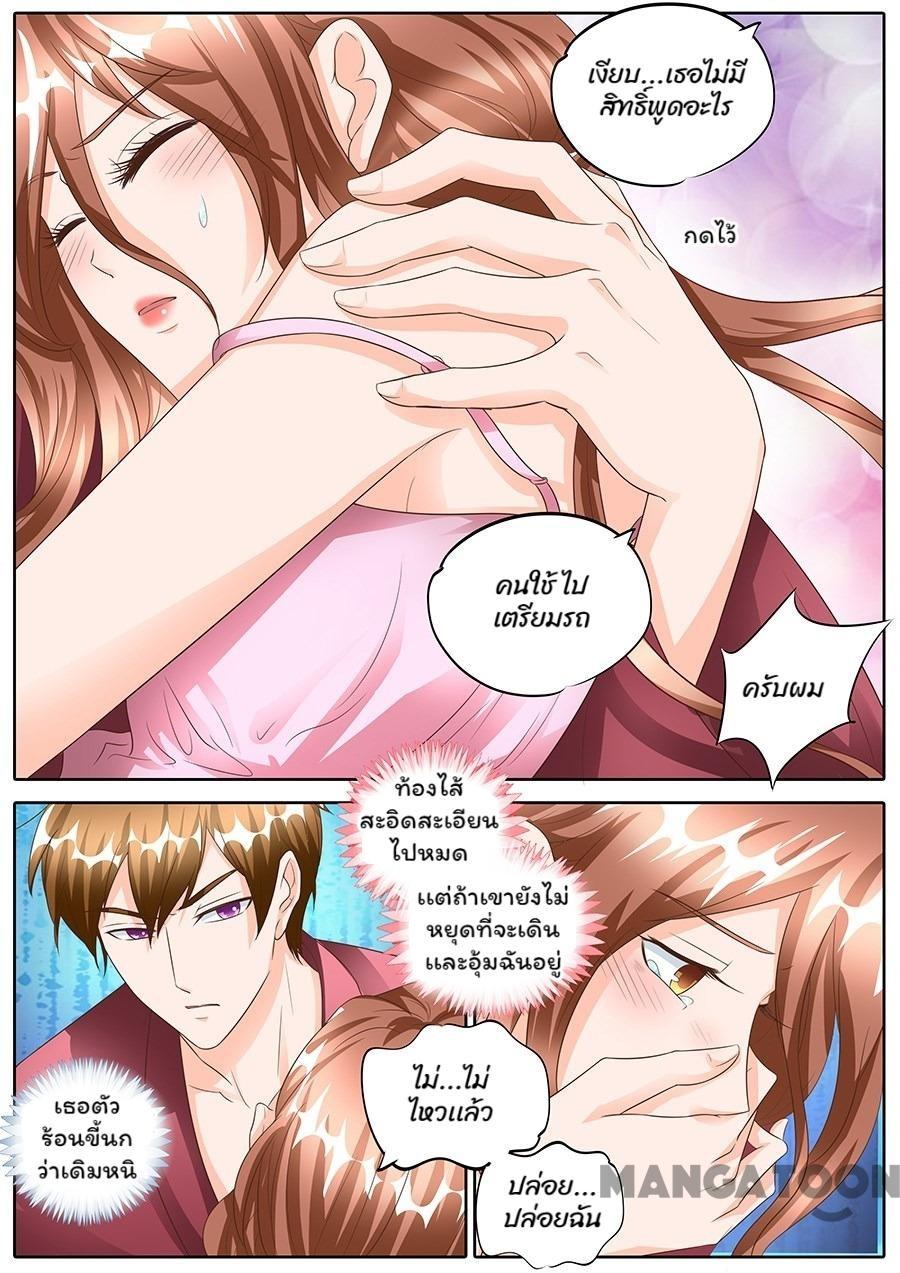 เงียบ...เธอไม่มี
สิทธิ์พูดอะไร
กดไว้
คนใช้ ไป
เตรียมรถ
ครับผม
ท้องไส้
สะอิดสะเอียน
ไปหมด
แต่ถ้าเขายังไม่
หยุดที่จะเดิน
และอุ้มฉันอยู่
เธอตัว
ร้อนขี้นก
ว่าเดิมหนิ
ไม่...ไม่
ไหวแล้ว
ปล่อย...
ปล่อยฉัน
MANGATOON